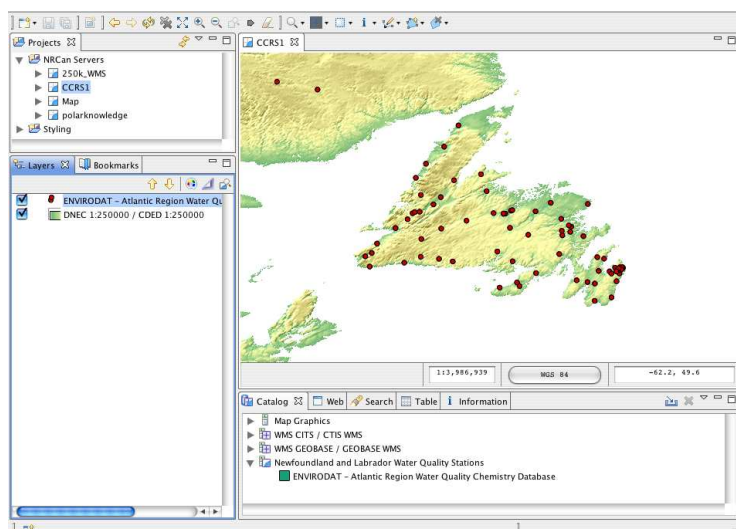 Projects
NRCan Servers
250k_WMS
CCRS1
Map
polarknowledge
Styling
Layers Bookmarks
ENVIRODAT - Atlantic Region Water Qu
DNEC 1:250000 / CDED 1:250000
CCRS1
1:3,986,939 WGS 84 -62.2, 49.6
Catalog Web Search Table Information
Map Graphics
WMS CITS / CTIS WMS
WMS GEOBASE / GEOBASE WMS
Newfoundland and Labrador Water Quality Stations
ENVIRODAT - Atlantic Region Water Quality Chemistry Database